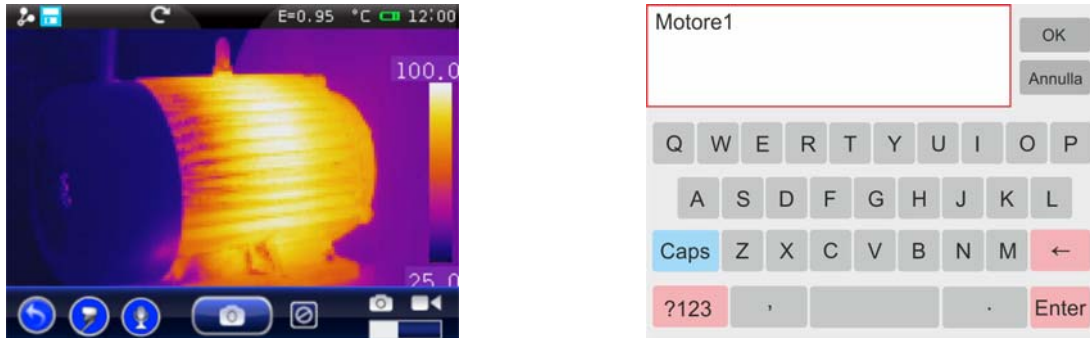 E=0.95 °C 12:00
100.0
25.0
Motore1
OK
Annulla
Q W E R T Y U I O P
A S D F G H J K L
Caps Z X C V B N M ←
?123 , . Enter